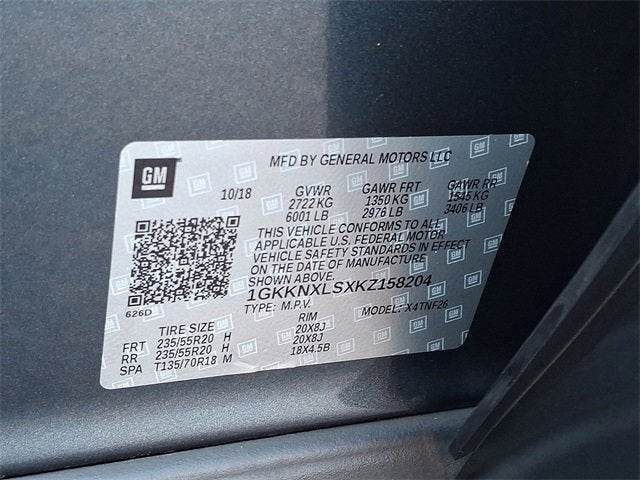 GM
MFD BY GENERAL MOTORS LLC
10/18 GVWR GAWR FRT GAWR RR
2722 KG 1350 KG 1545 KG
6001 LB 2976 LB 3406 LB
THIS VEHICLE CONFORMS TO ALL
APPLICABLE U.S. FEDERAL MOTOR
VEHICLE SAFETY STANDARDS IN EFFECT
ON THE DATE OF MANUFACTURE SHOWN ABOVE.
1GKKNXLSXKZ158204
626D TYPE: M.P.V. MODEL: X4TNF26
TIRE SIZE RIM
FRT 235/55R20 H 20X8J
RR 235/55R20 H 20X8J
SPA T135/70R18 M 18X4.5B